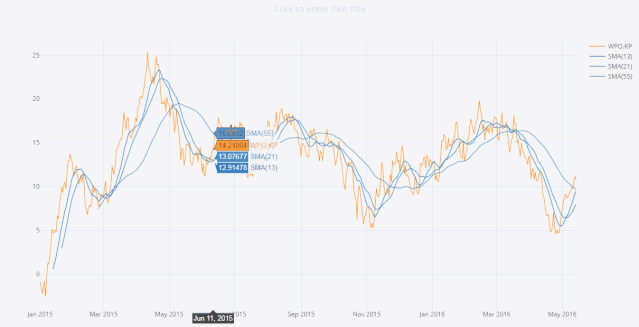 Click to enter Plot title
WPO.KP
SMA(13)
SMA(21)
SMA(55)
25
20
15
10
5
0
SMA(55)
WPO.KP
13.07677 SMA(21)
12.91478 SMA(13)
Jan 2015
Mar 2015
May 2015
Jun 11, 2015
2015
Sep 2015
Nov 2015
Jan 2016
Mar 2016
May 2016